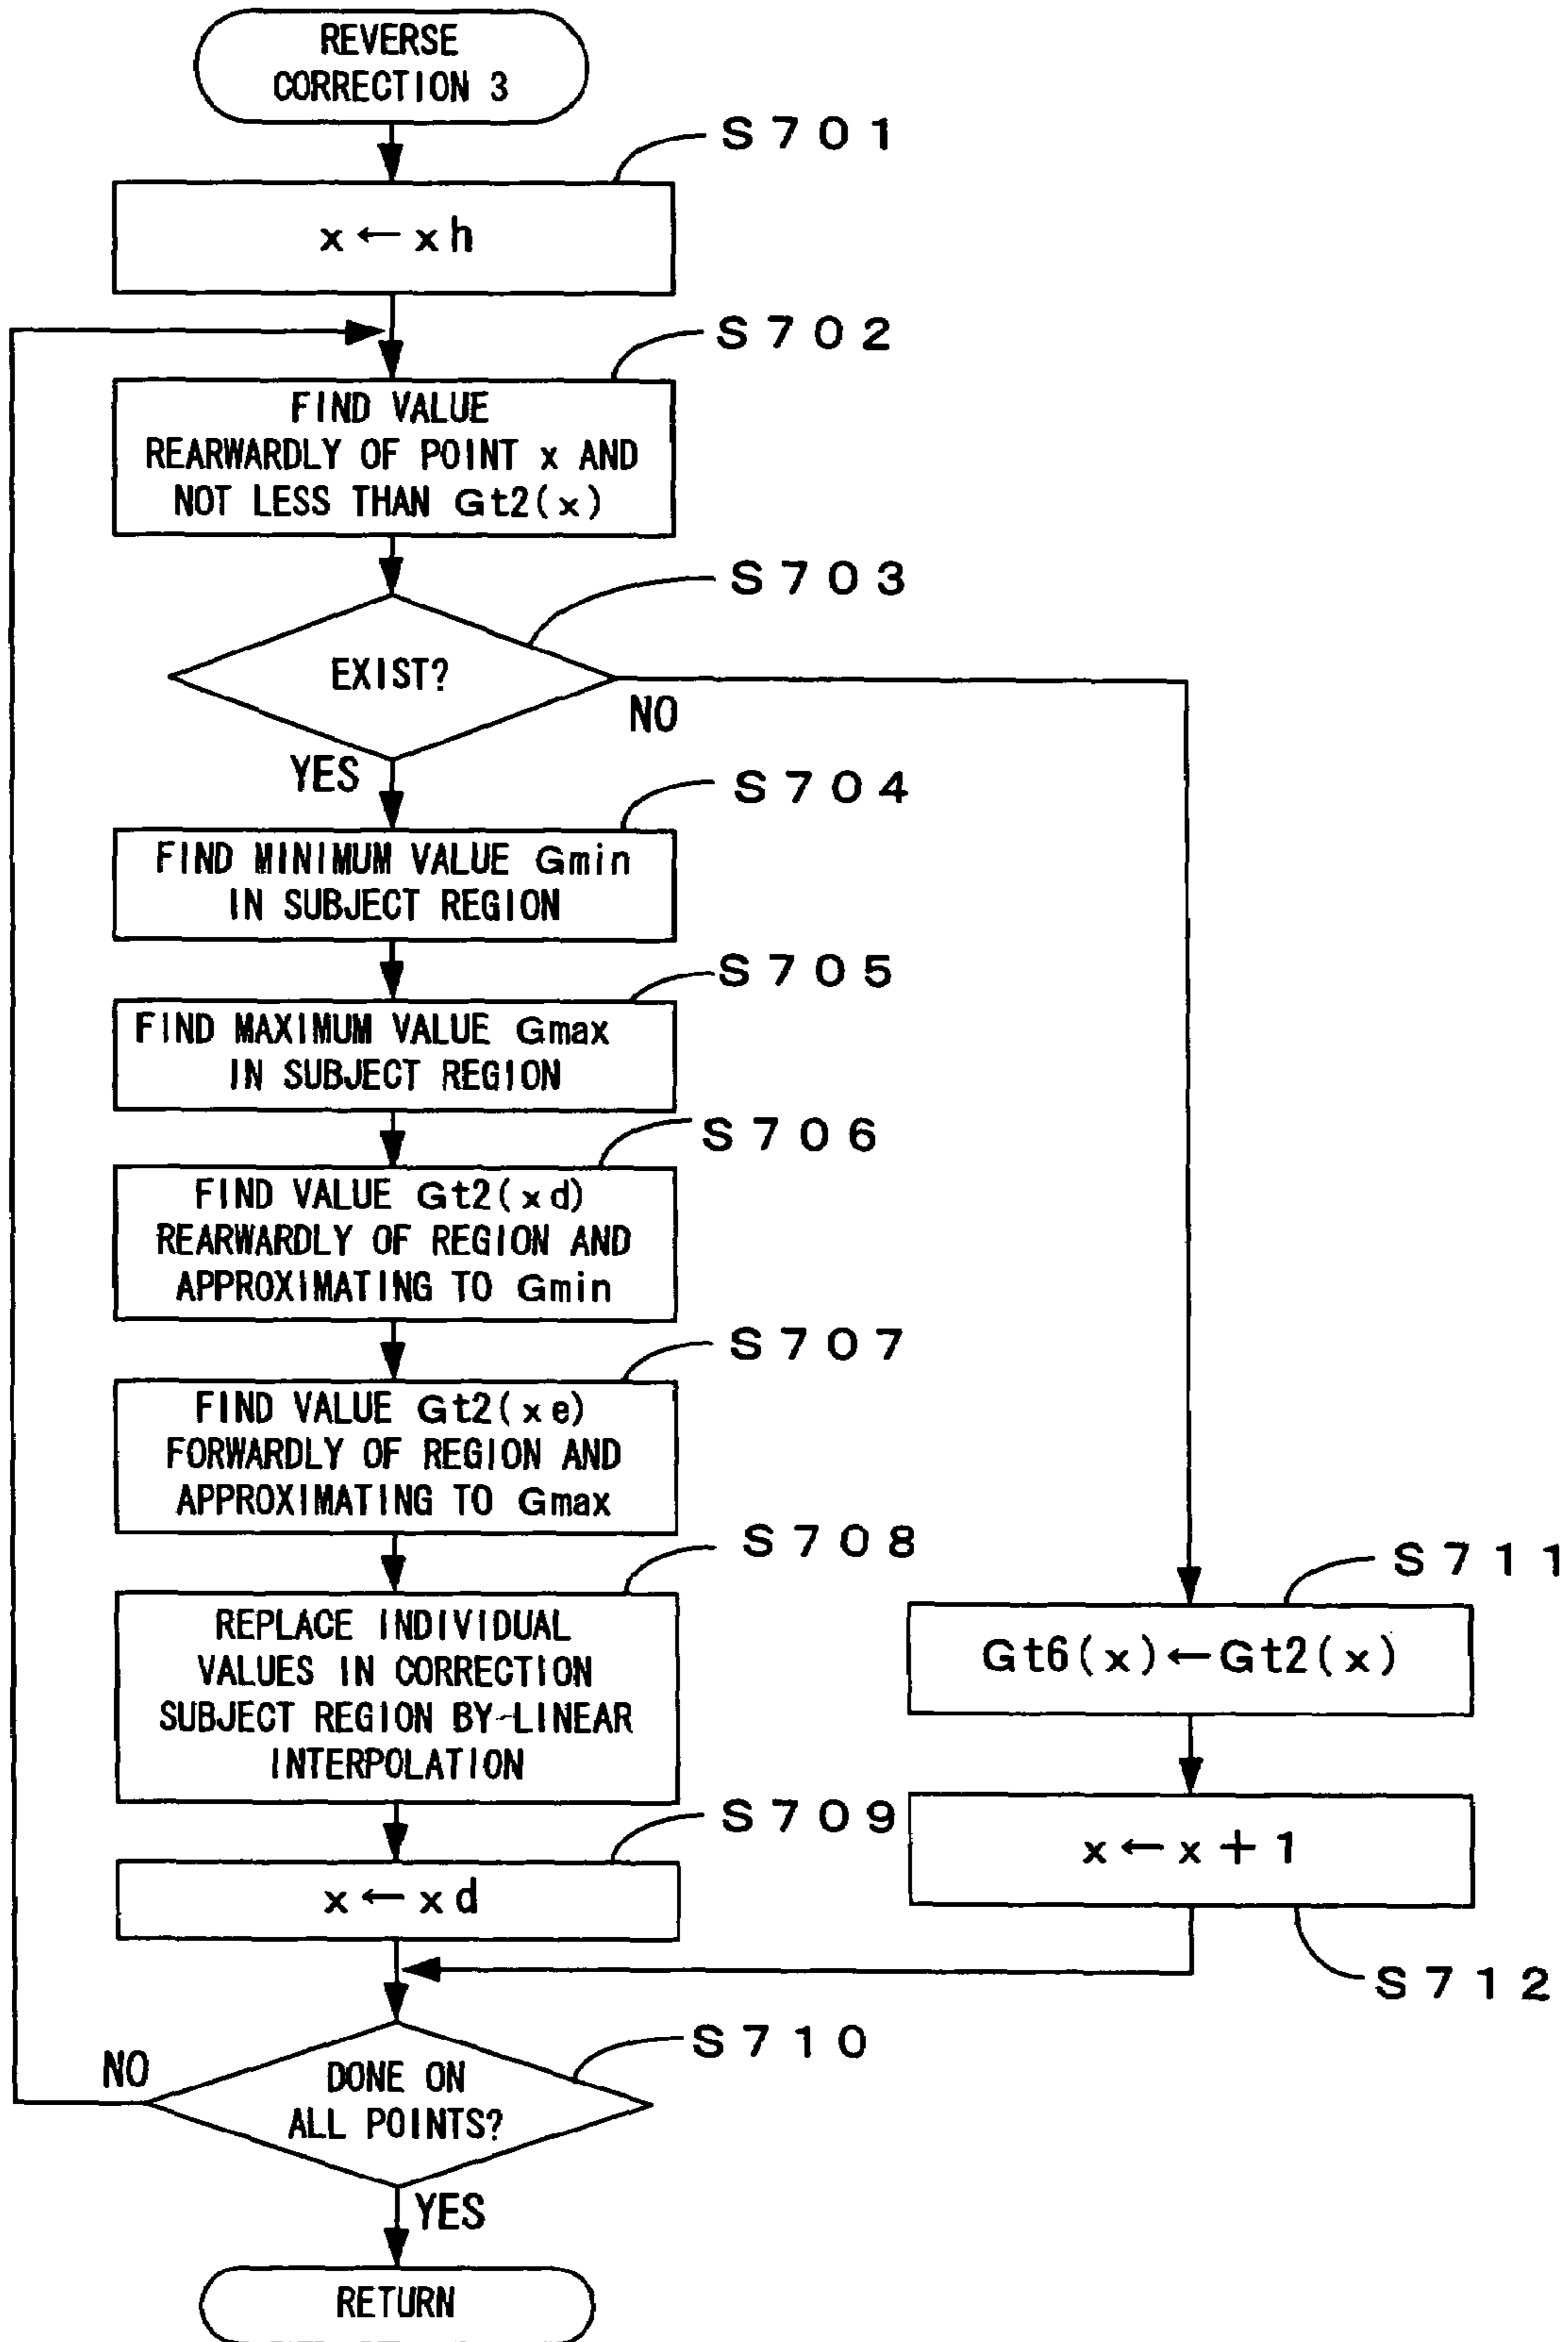 REVERSE
CORRECTION 3
S701
x ← xh
S702
FIND VALUE
REARWARDLY OF POINT x AND
NOT LESS THAN Gt2(x)
S703
EXIST?
NO
YES
S704
FIND MINIMUM VALUE Gmin
IN SUBJECT REGION
S705
FIND MAXIMUM VALUE Gmax
IN SUBJECT REGION
S706
FIND VALUE Gt2(xd)
REARWARDLY OF REGION AND
APPROXIMATING TO Gmin
S707
FIND VALUE Gt2(xe)
FORWARDLY OF REGION AND
APPROXIMATING TO Gmax
S708
REPLACE INDIVIDUAL
VALUES IN CORRECTION
SUBJECT REGION BY-LINEAR
INTERPOLATION
S711
Gt6(x)←Gt2(x)
S709
x ← xd
x ← x + 1
S712
S710
DONE ON
ALL POINTS?
NO
YES
RETURN